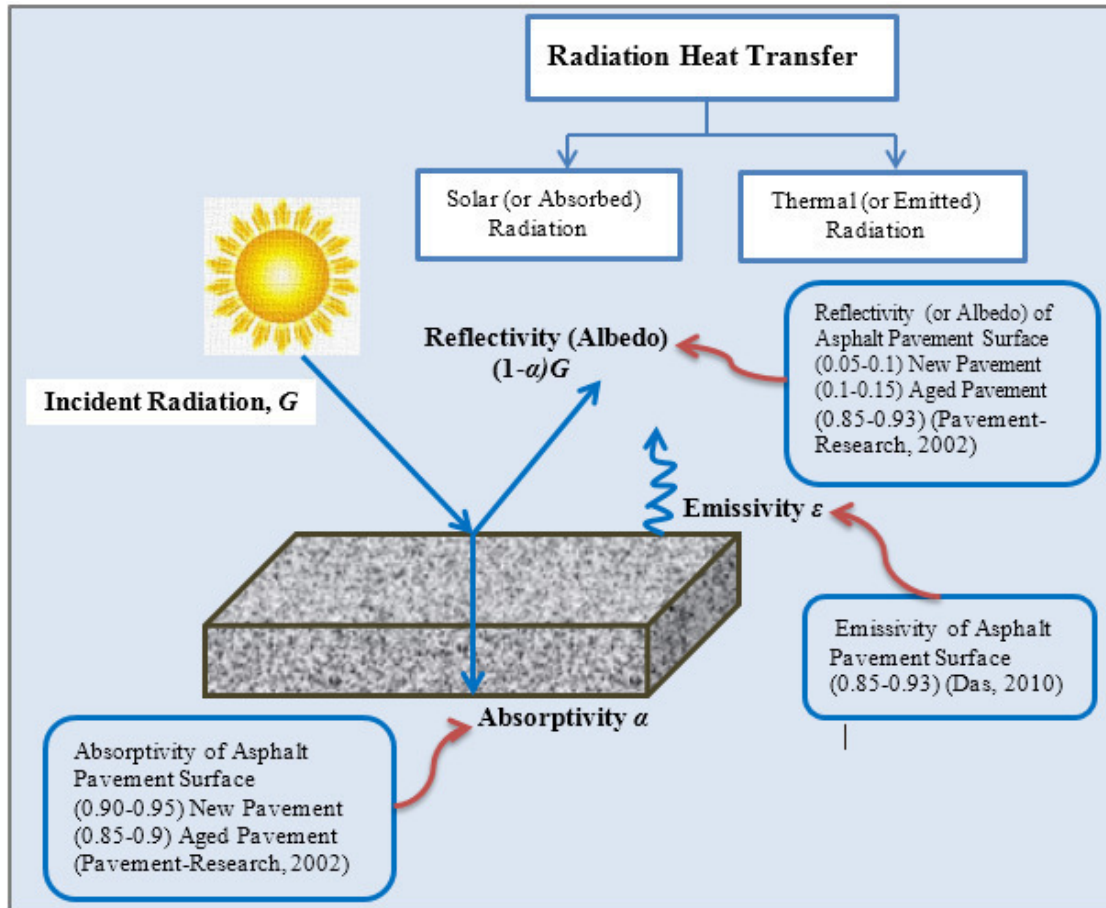 Radiation Heat Transfer
Solar (or Absorbed)
Radiation
Thermal (or Emitted)
Radiation
Reflectivity (or Albedo) of
Asphalt Pavement Surface
(0.05-0.1) New Pavement
(0.1-0.15) Aged Pavement
(0.85-0.93) (Pavement-
Research, 2002)
Reflectivity (Albedo)
(1-α)G
Incident Radiation, G
Emissivity ε
Emissivity of Asphalt
Pavement Surface
(0.85-0.93) (Das, 2010)
Absorptivity α
Absorptivity of Asphalt
Pavement Surface
(0.90-0.95) New Pavement
(0.85-0.9) Aged Pavement
(Pavement-Research, 2002)